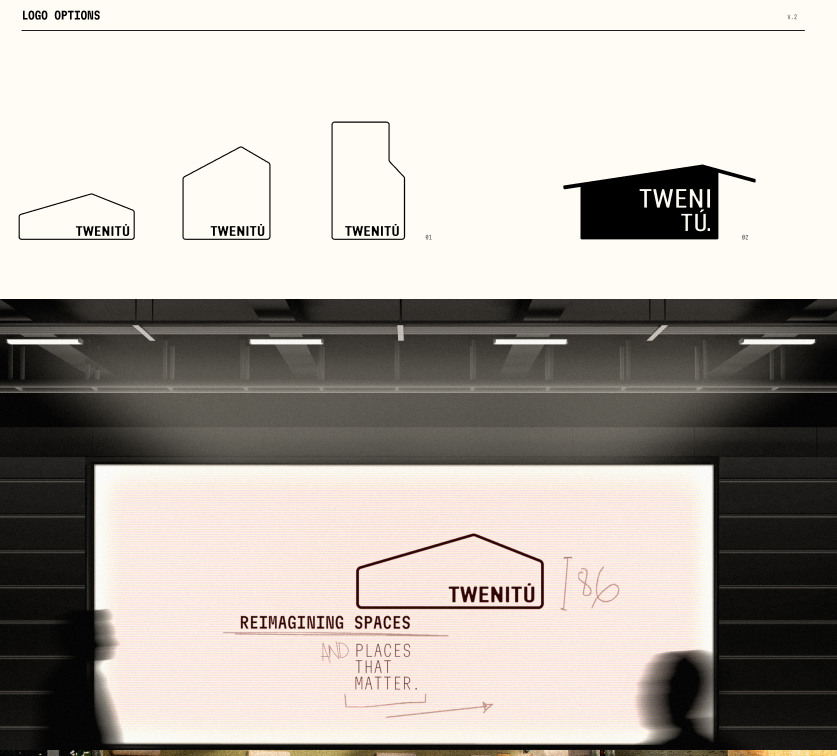 LOGO OPTIONS
v.2
TWENITÚ
TWENITÚ
TWENITÚ
01
TWENI
TÚ.
02
TWENITÚ
86
REIMAGINING SPACES
AND PLACES
THAT
MATTER.